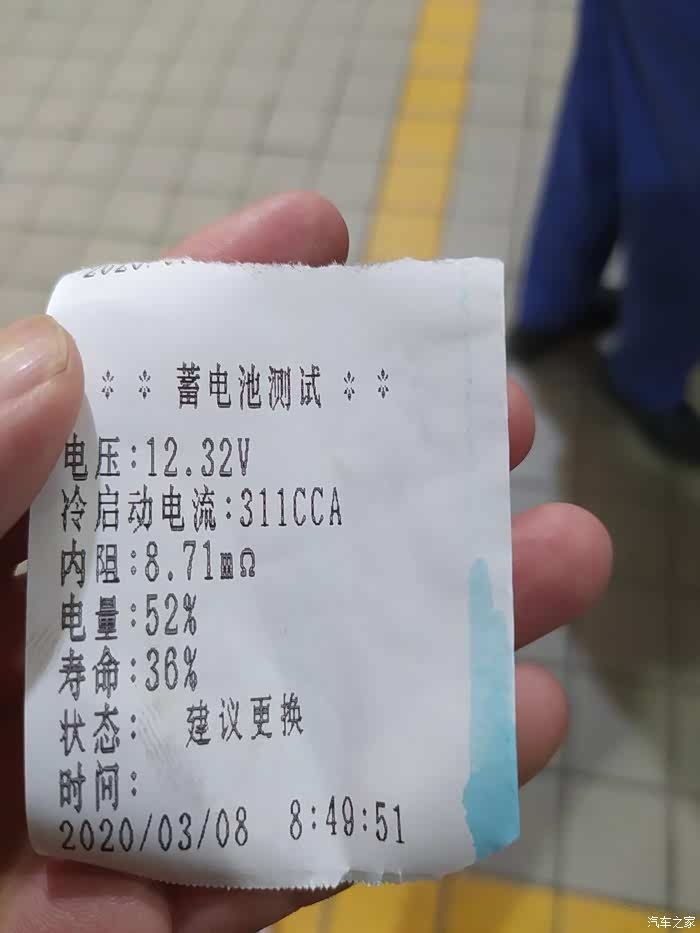 ** 蓄电池测试 **
电压:12.32V
冷启动电流:311CCA
内阻:8.71mΩ
电量:52%
寿命:36%
状态: 建议更换
时间:
2020/03/08 8:49:51
汽车之家